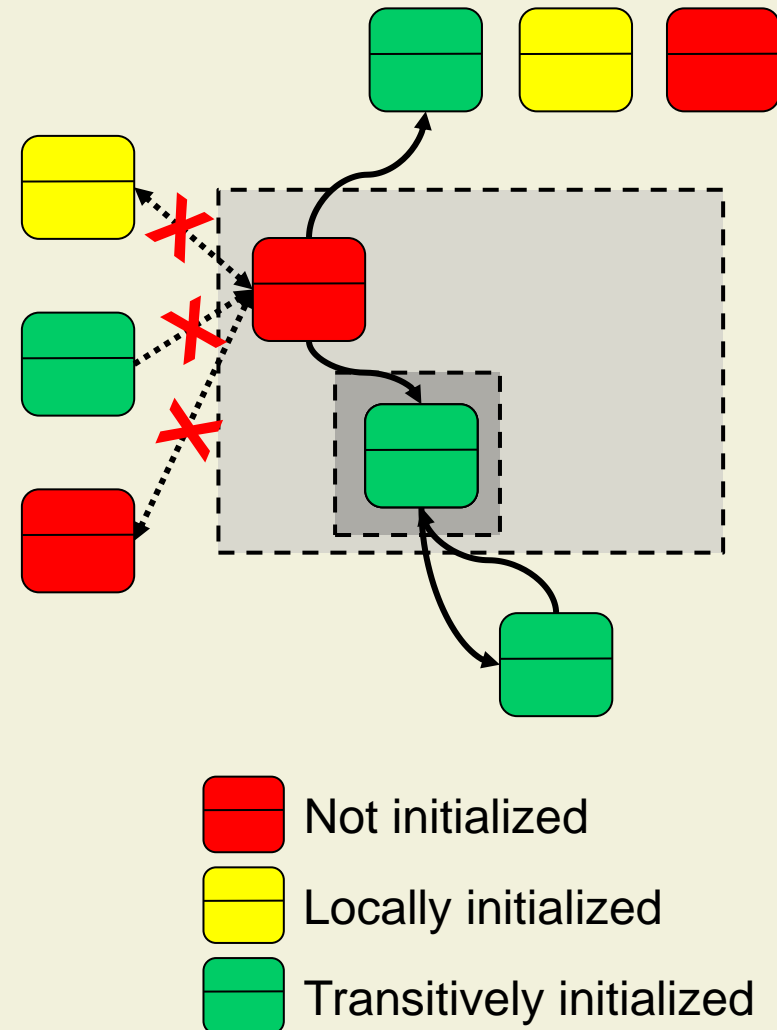 X
X
X
Not initialized
Locally initialized
Transitively initialized